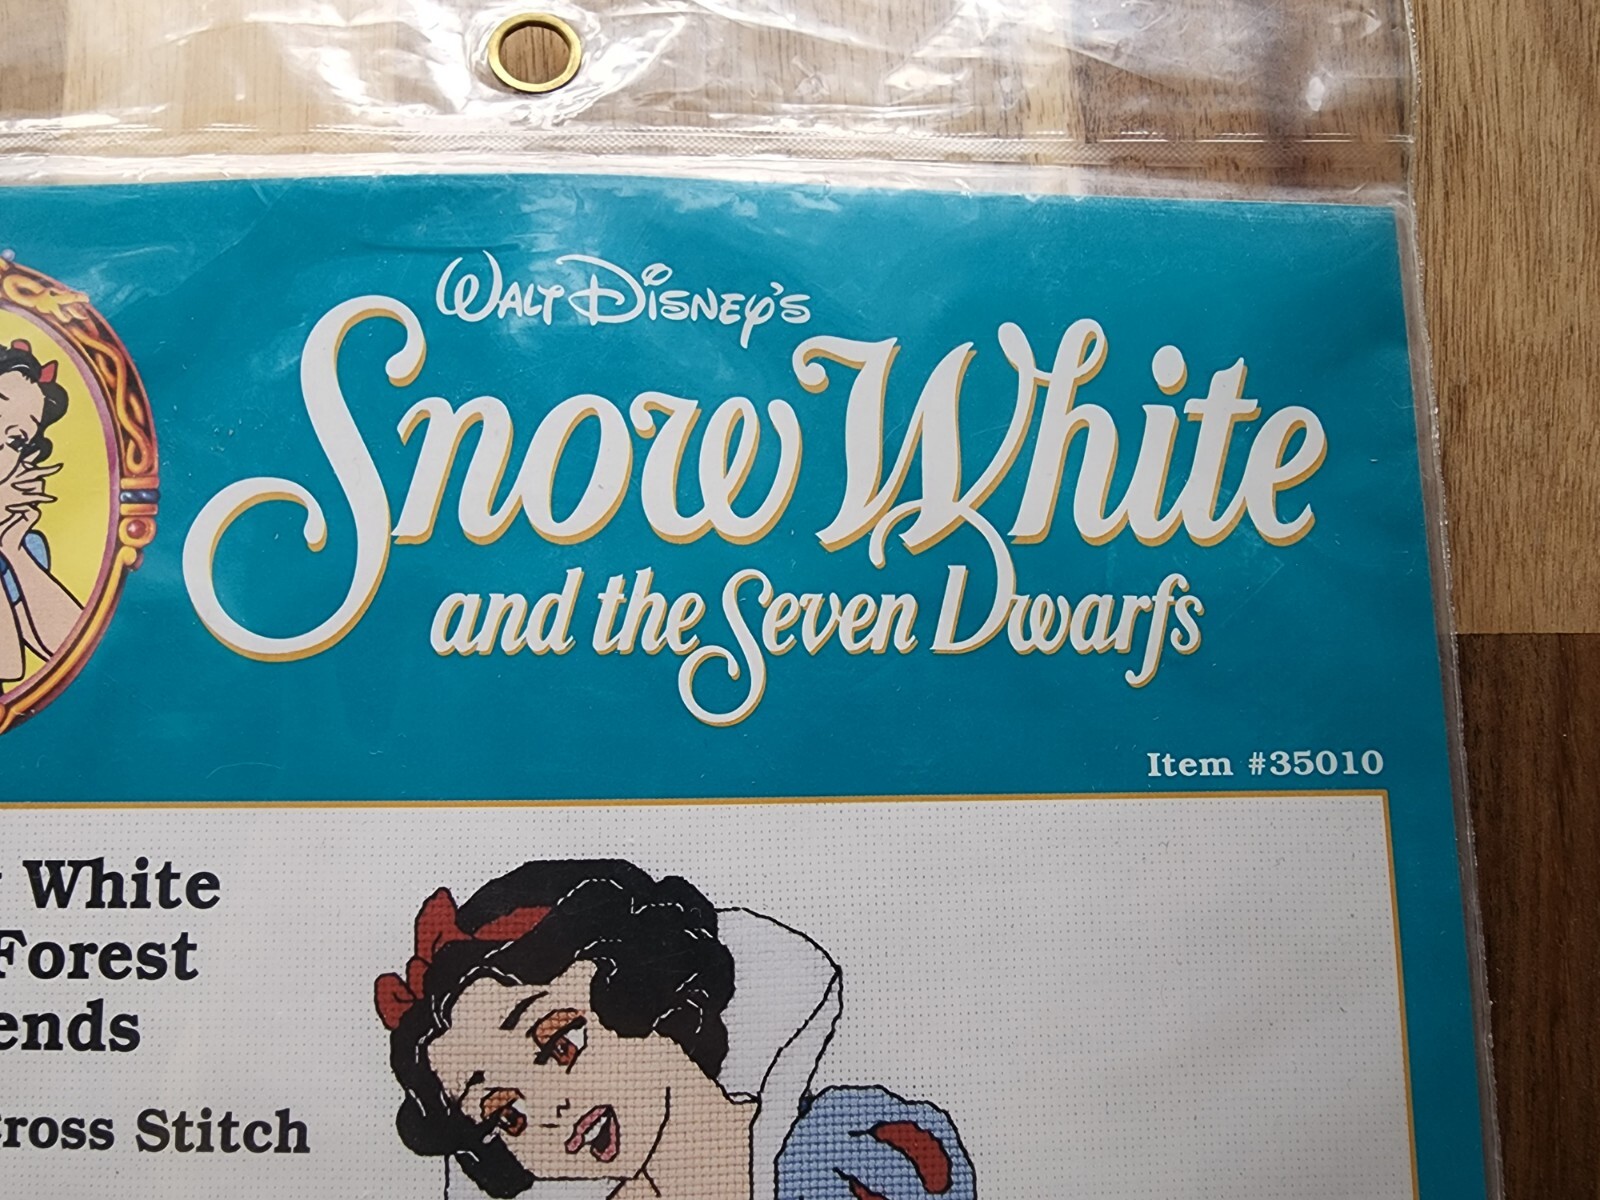 Walt Disney's
Snow White
and the Seven Dwarfs
Item #35010
White
Forest
ends
Cross Stitch